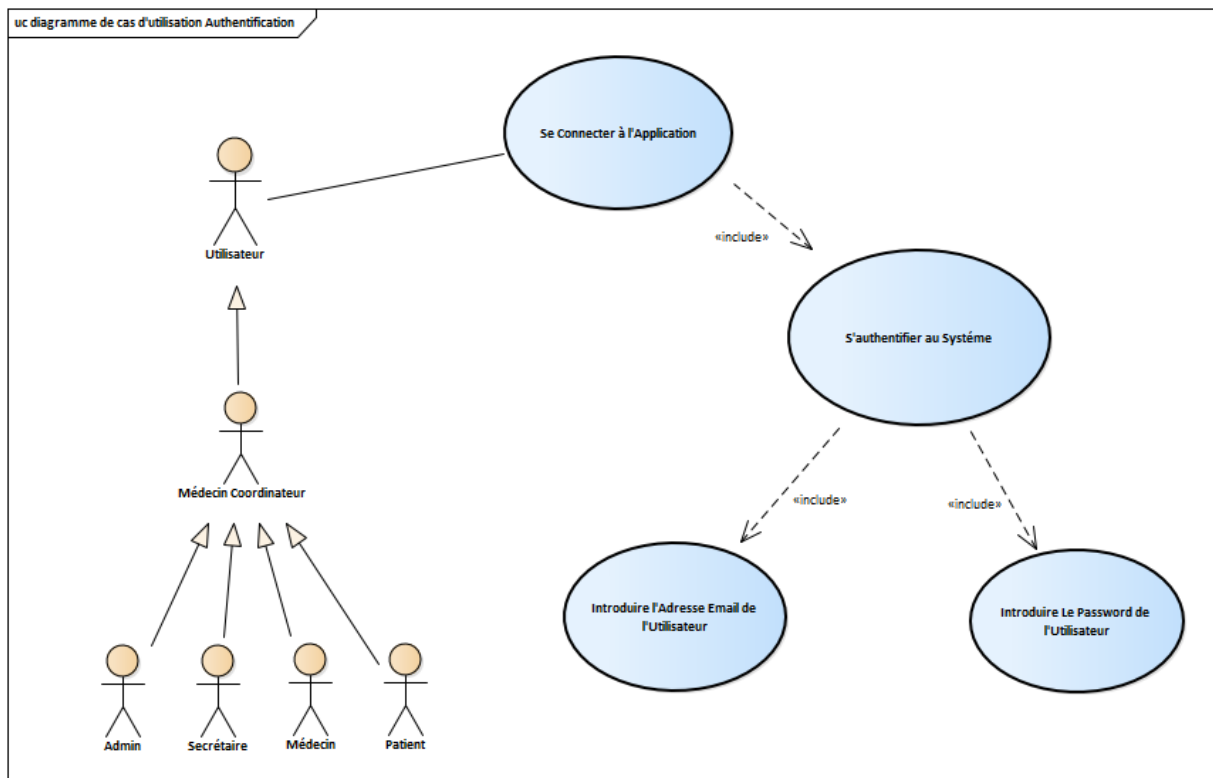 uc diagramme de cas d'utilisation Authentification
Se Connecter à l'Application
Utilisateur
«include»
S'authentifier au Systéme
Médecin Coordinateur
«include»
«include»
Introduire l'Adresse Email de
l'Utilisateur
Introduire Le Password de
l'Utilisateur
Admin
Secrétaire
Médecin
Patient